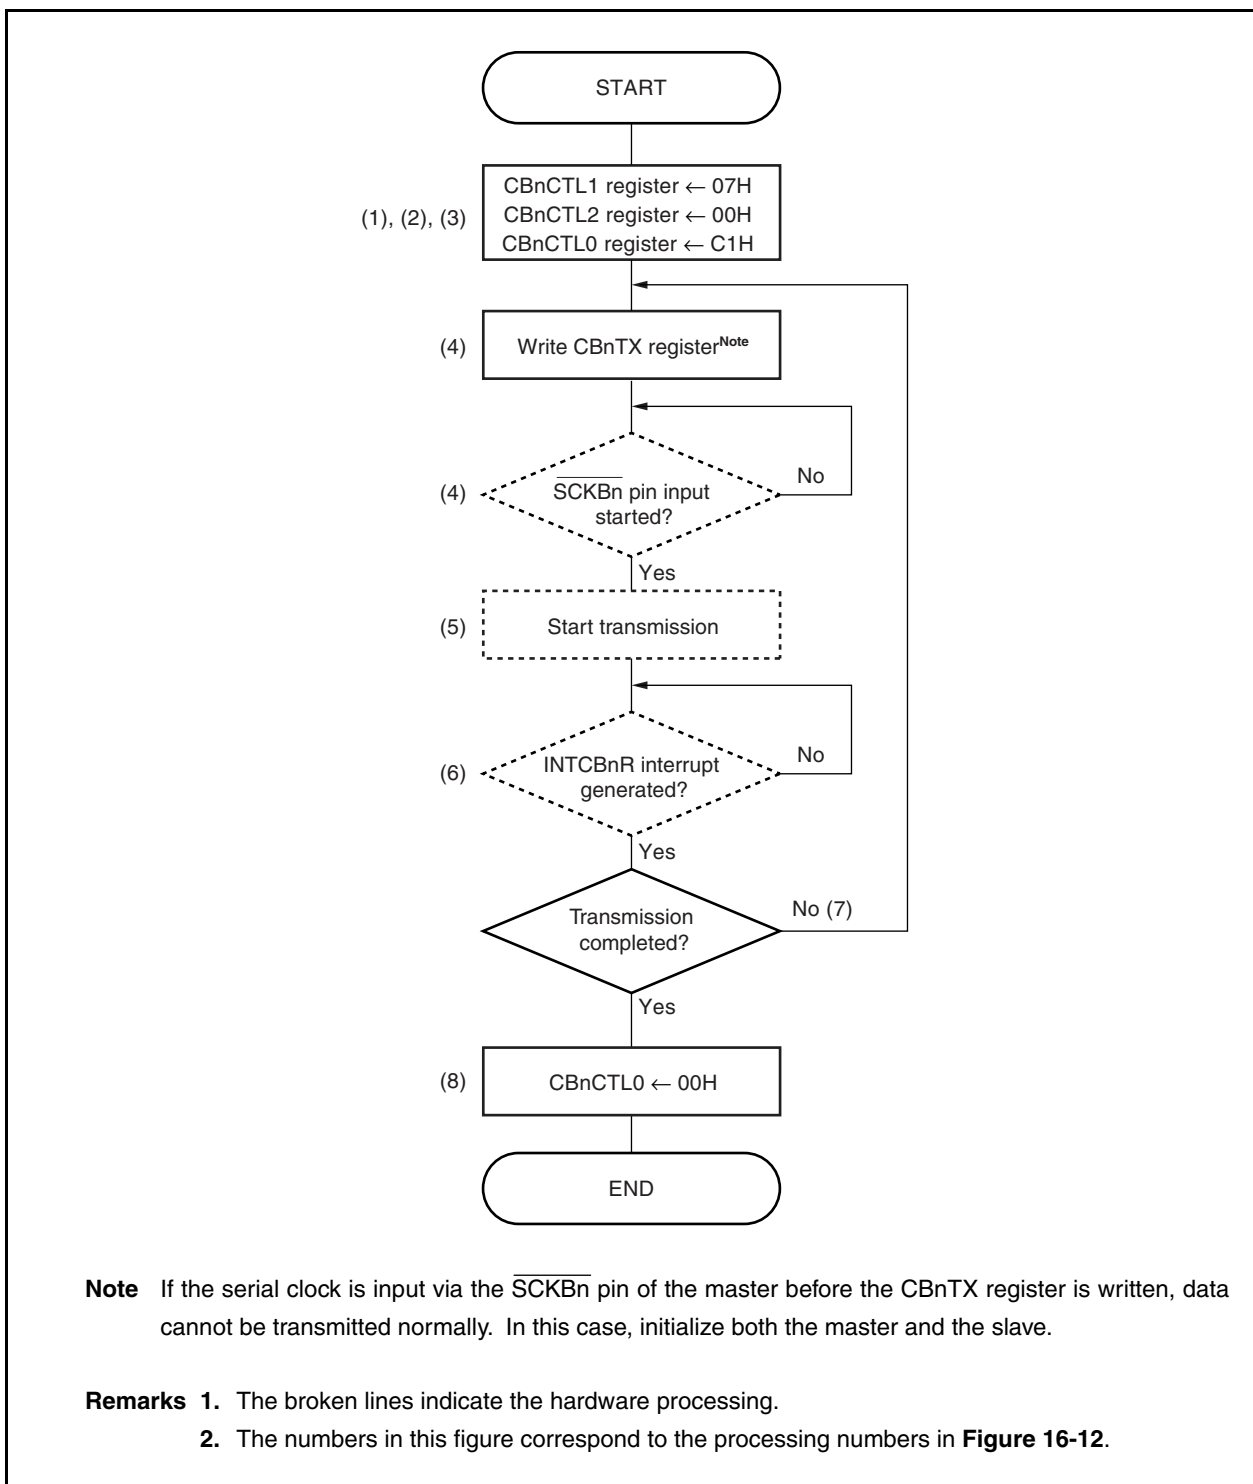 START
(1), (2), (3)
CBnCTL1 register ← 07H
CBnCTL2 register ← 00H
CBnCTL0 register ← C1H
(4)
Write CBnTX register^Note
(4)
S̅C̅K̅B̅n̅ pin input
started?
No
Yes
(5)
Start transmission
(6)
INTCBnR interrupt
generated?
No
Yes
Transmission
completed?
No (7)
Yes
(8)
CBnCTL0 ← 00H
END
Note If the serial clock is input via the S̅C̅K̅B̅n̅ pin of the master before the CBnTX register is written, data
cannot be transmitted normally. In this case, initialize both the master and the slave.
Remarks 1. The broken lines indicate the hardware processing.
2. The numbers in this figure correspond to the processing numbers in Figure 16-12.